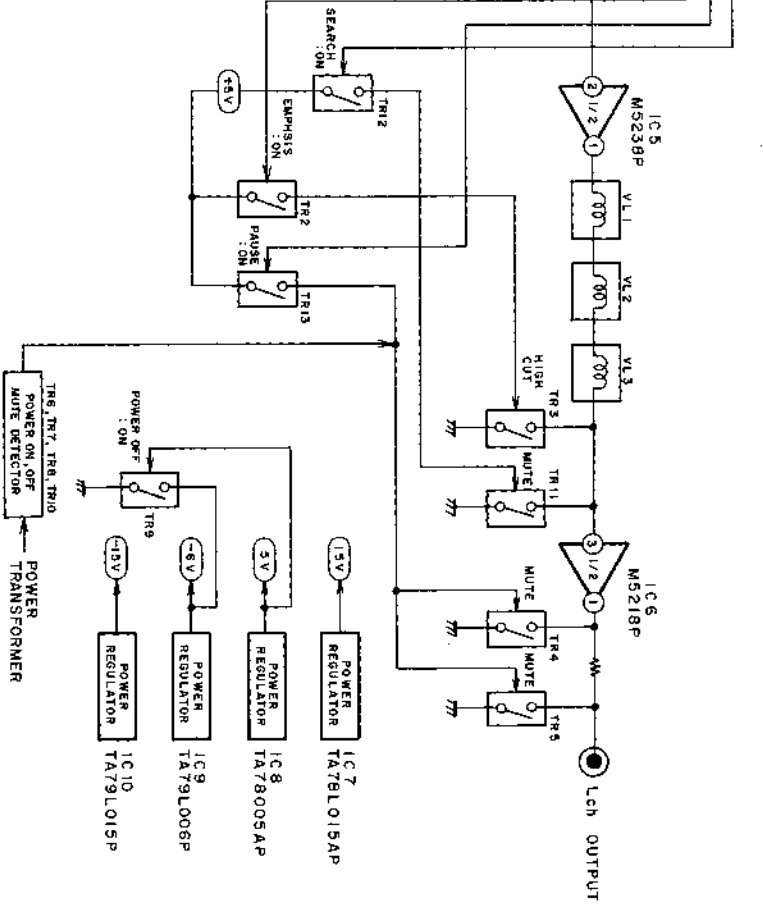 SEARCH
:ON
TR12
+5V
EMPHSIS
:ON
TR2
PAUSE
:ON
TR13
2
1/2
1
IC5
M5238P
VL1
VL2
VL3
HIGH
CUT
TR3
MUTE
TR11
3
1/2
1
IC6
M5218P
MUTE
TR4
MUTE
TR5
Lch OUTPUT
POWER OFF
:ON
TR9
TR6, TR7, TR8, TR10
POWER ON, OFF
MUTE DETECTOR
POWER
TRANSFORMER
15V
POWER
REGULATOR
IC7
TA78L015AP
5V
POWER
REGULATOR
IC8
TA78005AP
-6V
POWER
REGULATOR
IC9
TA79L006P
-15V
POWER
REGULATOR
IC10
TA79L015P